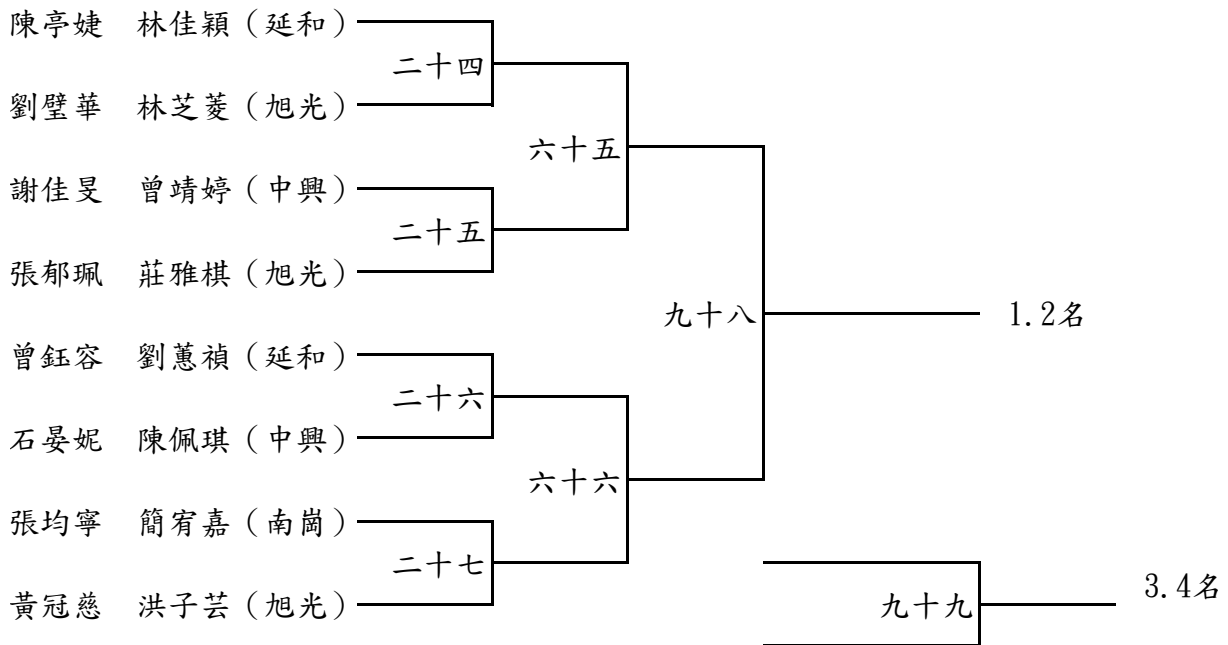 陳亭婕 林佳穎(延和)
二十四
劉璧華 林芝菱(旭光)
六十五
謝佳旻 曾靖婷(中興)
二十五
張郁珮 莊雅棋(旭光)
九十八
1.2名
曾鈺容 劉蕙禎(延和)
二十六
石晏妮 陳佩琪(中興)
六十六
張均寧 簡宥嘉(南崗)
二十七
黃冠慈 洪子芸(旭光)
九十九
3.4名